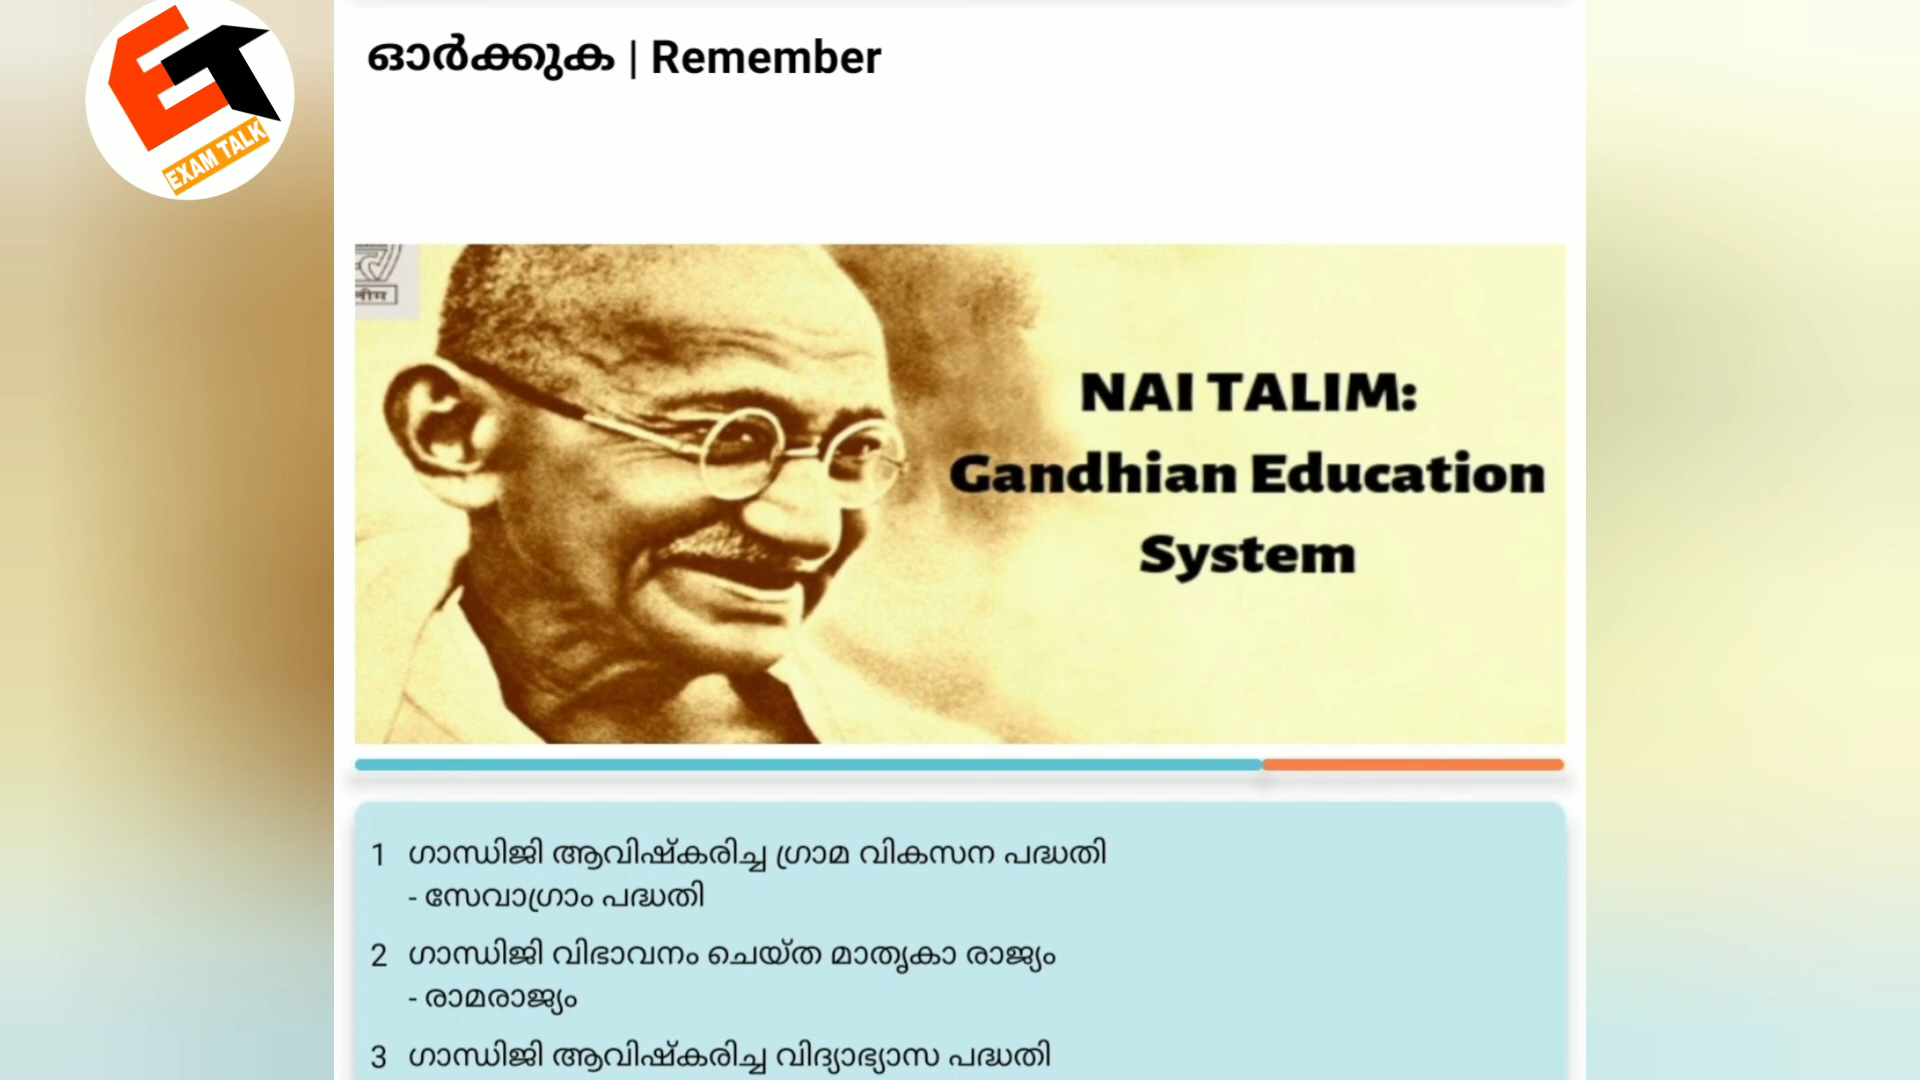 EXAM TALK
ഓർക്കുക | Remember
NAI TALIM:
Gandhian Education
System
1 ഗാന്ധിജി ആവിഷ്കരിച്ച ഗ്രാമ വികസന പദ്ധതി
- സേവാഗ്രാം പദ്ധതി
2 ഗാന്ധിജി വിഭാവനം ചെയ്ത മാതൃകാ രാജ്യം
- രാമരാജ്യം
3 ഗാന്ധിജി ആവിഷ്കരിച്ച വിദ്യാഭ്യാസ പദ്ധതി